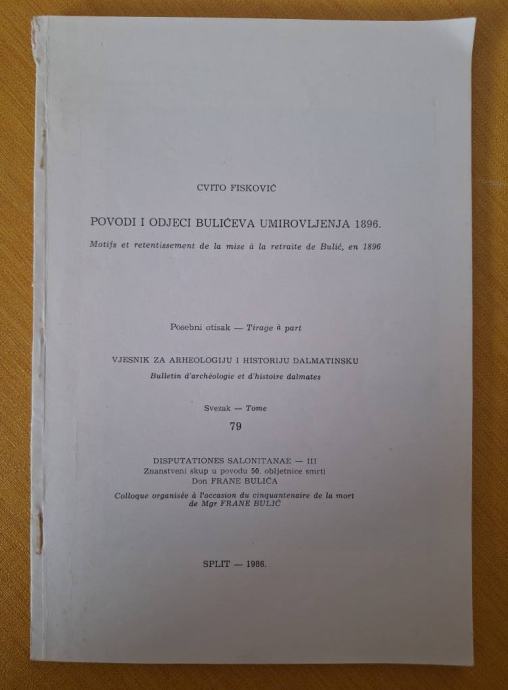 CVITO FISKOVIĆ
POVODI I ODJECI BULIĆEVA UMIROVLJENJA 1896.
Motifs et retentissement de la mise à la retraite de Bulić, en 1896
Posebni otisak — Tirage à part
VJESNIK ZA ARHEOLOGIJU I HISTORIJU DALMATINSKU
Bulletin d'archéologie et d'histoire dalmates
Svezak — Tome
79
DISPUTATIONES SALONITANAE — III
Znanstveni skup u povodu 50. obljetnice smrti
Don FRANE BULIĆA
Colloque organisée à l'occasion du cinquantenaire de la mort
de Mgr FRANE BULIĆ
SPLIT — 1986.